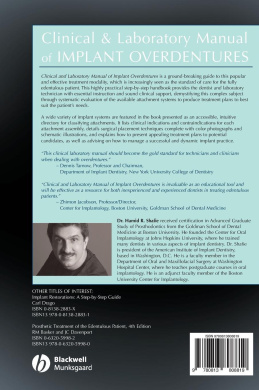 Clinical & Laboratory Manual
of IMPLANT OVERDENTURES
Clinical and Laboratory Manual of Implant Overdentures is a ground-breaking guide to this popular
and effective treatment modality, which is increasingly seen as the standard of care for the fully
edentulous patient. This highly practical step-by-step handbook provides the dentist and laboratory
technician with essential instruction and sound clinical support, demystifying this complex subject
through systematic evaluation of the available attachment systems to produce treatment plans to best
suit the patient's needs.
A wide variety of implant systems are featured in the book presented as an accessible, intuitive
directory for classifying attachments. It lists clinical indications and contraindications for each
attachment assembly, details surgical placement techniques complete with color photographs and
schematic illustrations, and explains how to prevent upsetting treatment plans to potential
candidates, as well as advising on how to manage a successful and dynamic implant practice.
"This clinical laboratory manual should become the gold standard for technicians and clinicians
when dealing with overdentures."
– Dennis Tarnow, Professor and Chairman,
Department of Implant Dentistry, New York University College of Dentistry
"Clinical and Laboratory Manual of Implant Overdentures is invaluable as an educational tool and
will be effective as a resource for both inexperienced and experienced dentists in treating edentulous
patients."
– Zhimon Jacobson, Professor/Director,
Center for Implantology, Boston University, Goldman School of Dental Medicine
Dr. Hamid R. Shafie received certification in Advanced Graduate
Study of Prosthodontics from the Goldman School of Dental
Medicine at Boston University. He founded the Center for Oral
Implantology at Johns Hopkins University, where he trained
many dentists in various aspects of implant dentistry. Dr. Shafie
is president of the American Institute of Implant Dentistry,
based in Washington, D.C. He is a faculty member in the
Department of Oral and Maxillofacial Surgery at Washington
Hospital Center, where he teaches postgraduate courses in oral
implantology. He is an adjunct faculty member of the Boston
University Center for Implantology.
OTHER TITLES OF INTEREST:
Implant Restorations: A Step-by-Step Guide
Carl Drago
ISBN 0-8138-2883-5
ISBN13 978-0-8138-2883-1
Prosthetic Treatment of the Edentulous Patient, 4th Edition
RM Basker and JC Davenport
ISBN 0-6320-5998-2
ISBN13 978-0-6320-5998-0
Blackwell
Munksgaard